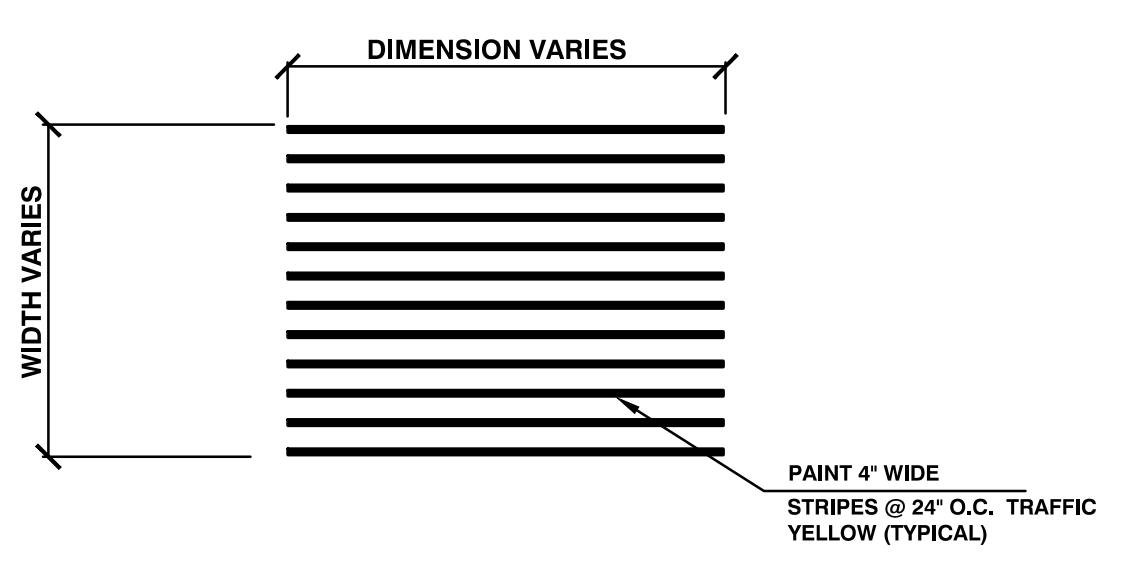 DIMENSION VARIES
WIDTH VARIES
PAINT 4" WIDE
STRIPES @ 24" O.C. TRAFFIC
YELLOW (TYPICAL)